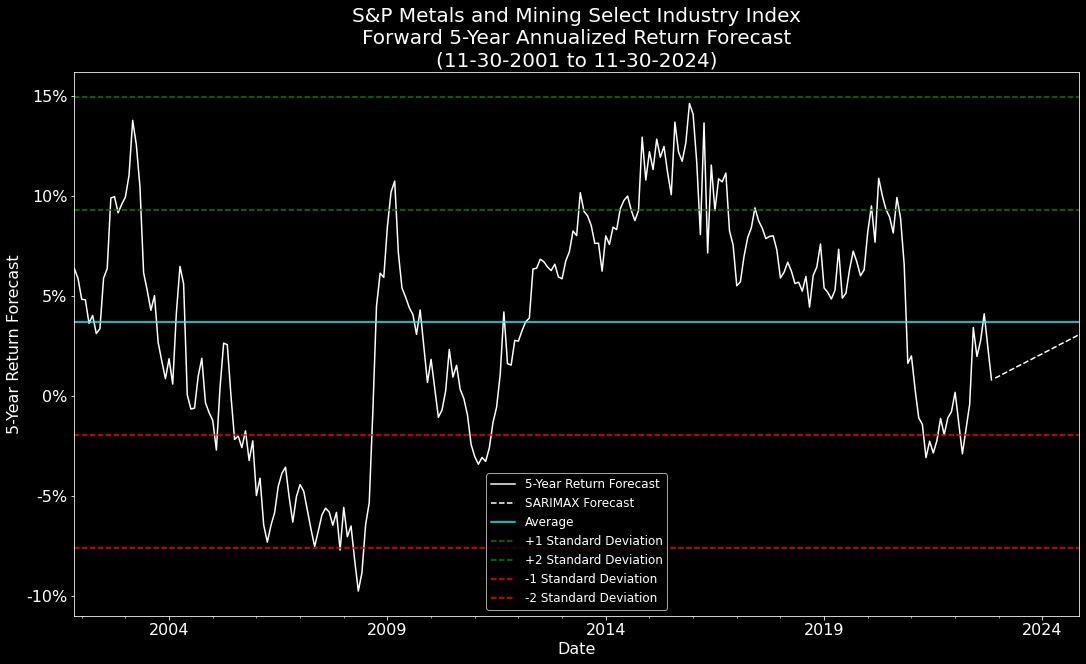 S&P Metals and Mining Select Industry Index
Forward 5-Year Annualized Return Forecast
(11-30-2001 to 11-30-2024)
15%
10%
5%
0%
-5%
-10%
5-Year Return Forecast
5-Year Return Forecast
SARIMAX Forecast
Average
+1 Standard Deviation
+2 Standard Deviation
-1 Standard Deviation
-2 Standard Deviation
2004 2009 2014 2019 2024
Date